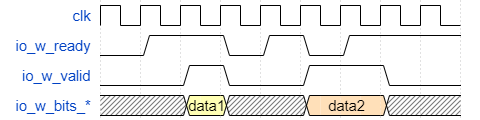 clk
io_w_ready
io_w_valid
io_w_bits_* data1 data2